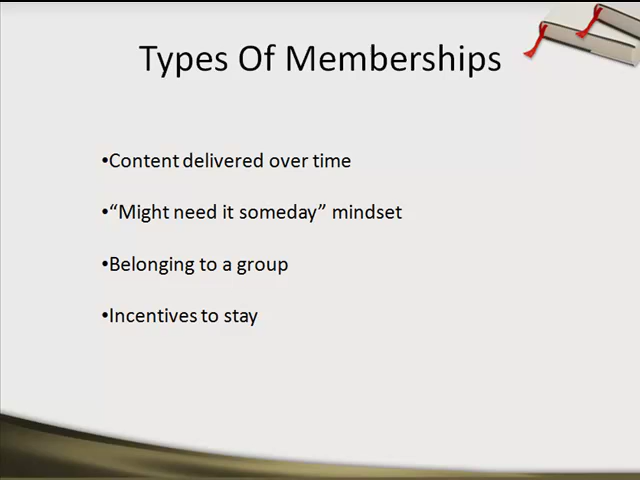 Types Of Memberships
•Content delivered over time
•“Might need it someday” mindset
•Belonging to a group
•Incentives to stay